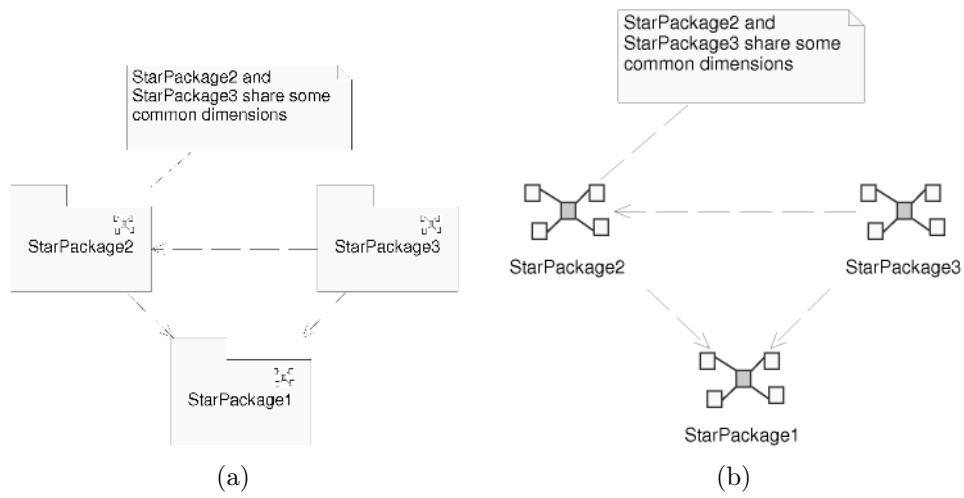 StarPackage2 and
StarPackage3 share some
common dimensions
StarPackage2
StarPackage3
StarPackage1
(a)
StarPackage2 and
StarPackage3 share some
common dimensions
StarPackage2
StarPackage3
StarPackage1
(b)